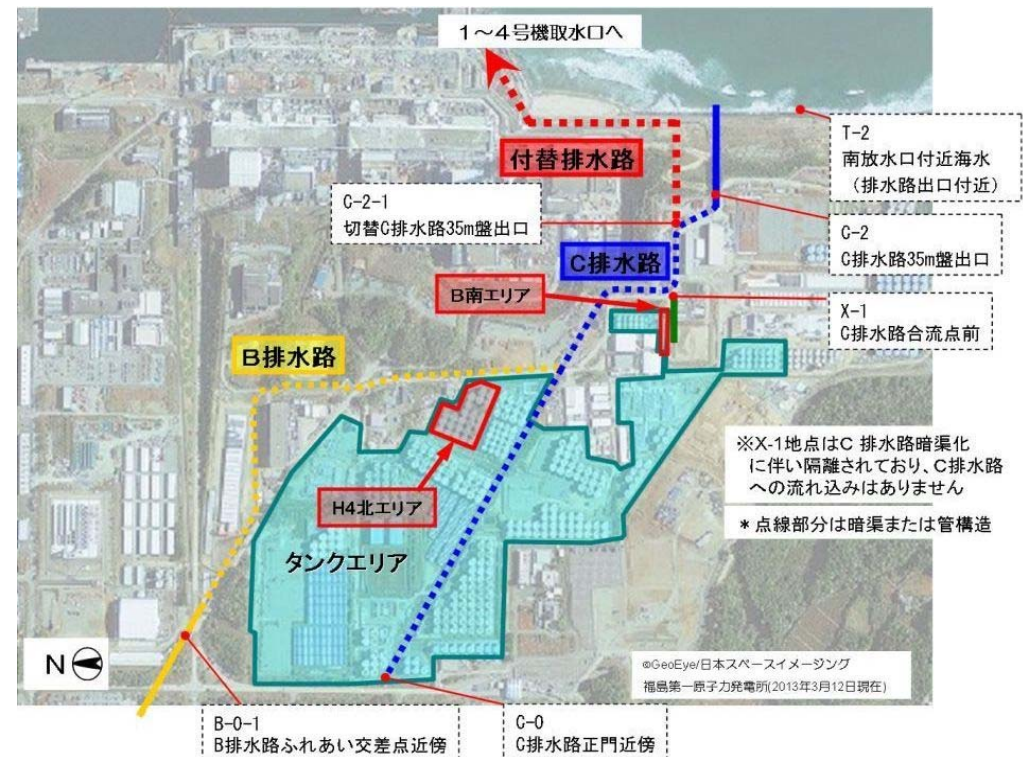 1～4号機取水口へ
付替排水路
T-2
南放水口付近海水
(排水路出口付近)
C-2-1
切替C排水路35m盤出口
C排水路
C-2
C排水路35m盤出口
B南エリア
X-1
C排水路合流点前
B排水路
※X-1地点はC 排水路暗渠化
に伴い隔離されており、C排水路
への流れ込みはありません
H4北エリア
＊点線部分は暗渠または管構造
タンクエリア
N
©GeoEye/日本スペースイメージング
福島第一原子力発電所(2013年3月12日現在)
B-0-1
B排水路ふれあい交差点近傍
C-0
C排水路正門近傍